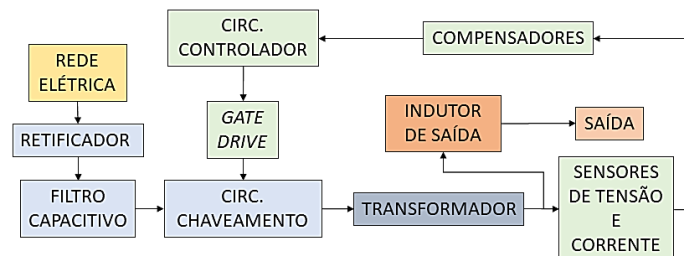 REDE
ELÉTRICA
RETIFICADOR
FILTRO
CAPACITIVO
CIRC.
CONTROLADOR
GATE
DRIVE
CIRC.
CHAVEAMENTO
COMPENSADORES
INDUTOR
DE SAÍDA
SAÍDA
TRANSFORMADOR
SENSORES
DE TENSÃO
E
CORRENTE